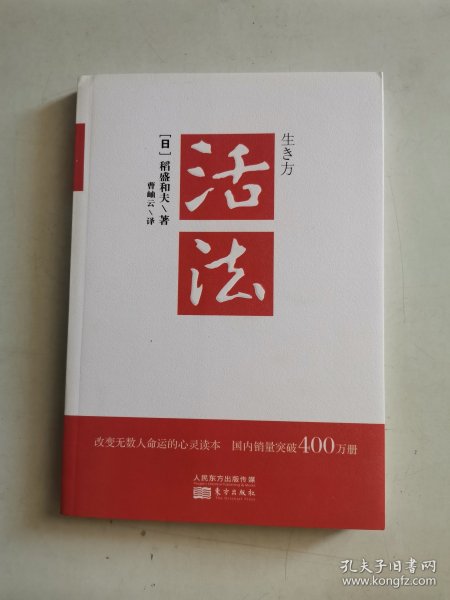 生き方
活
法
［日］稻盛和夫\著
曹岫云\译
改变无数人命运的心灵读本 国内销量突破400万册
人民东方出版传媒
东方出版社
The Oriental Press
孔夫子旧书网
www.kongfz.com